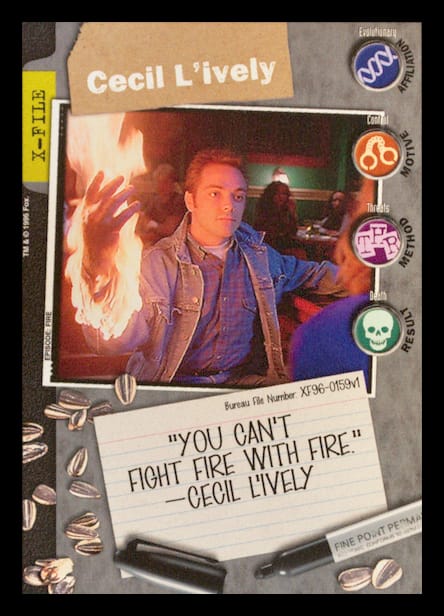 Cecil L'ively
X-FILE
TM & © 1996 Fox.
EPISODE: FIRE
Evolutionary
AFFILIATION
Control
MOTIVE
Threats
METHOD
Death
RESULT
Bureau File Number: XF96-0159v1
"YOU CAN'T
FIGHT FIRE WITH FIRE."
—CECIL L'IVELY
FINE POINT PERMA